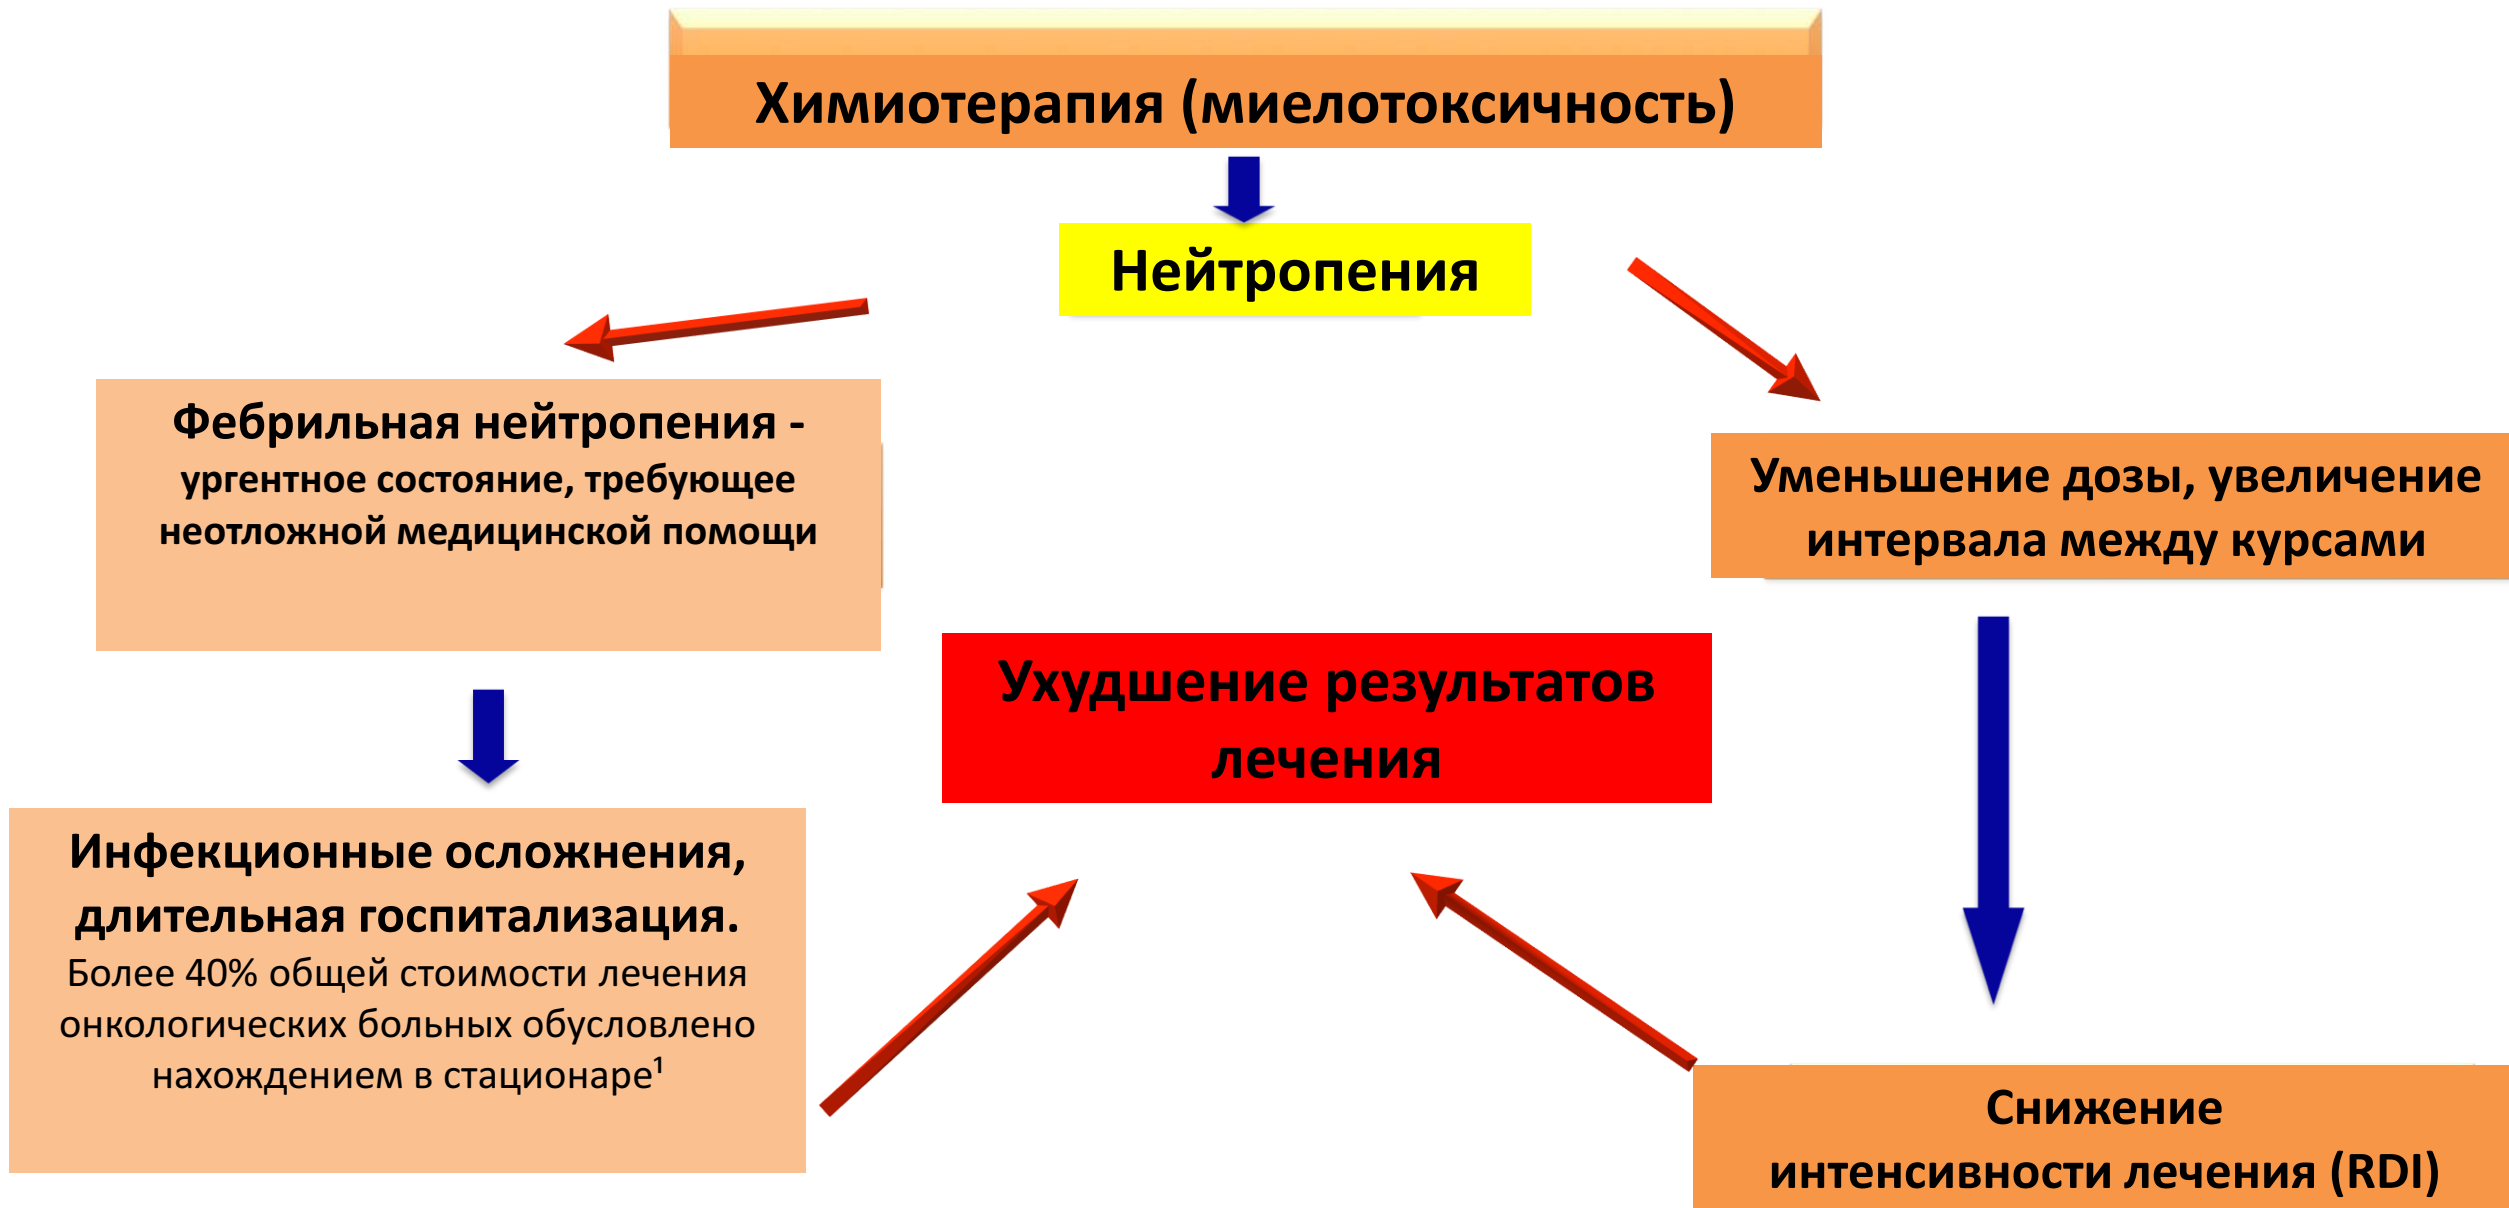 Химиотерапия (миелотоксичность)
Нейтропения
Фебрильная нейтропения -
ургентное состояние, требующее
неотложной медицинской помощи
Уменьшение дозы, увеличение
интервала между курсами
Ухудшение результатов
лечения
Инфекционные осложнения,
длительная госпитализация.
Более 40% общей стоимости лечения
онкологических больных обусловлено
нахождением в стационаре¹
Снижение
интенсивности лечения (RDI)